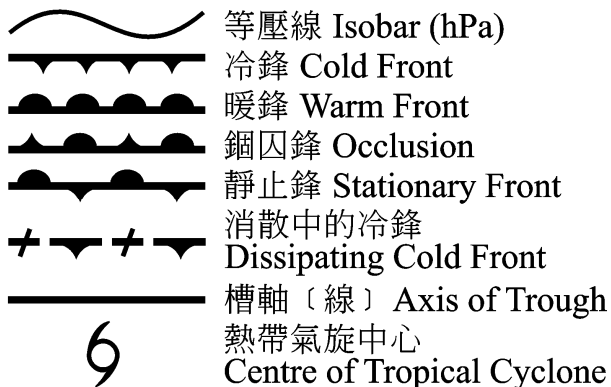 等壓線 Isobar (hPa)
冷鋒 Cold Front
暖鋒 Warm Front
錮囚鋒 Occlusion
靜止鋒 Stationary Front
消散中的冷鋒
Dissipating Cold Front
槽軸﹝線﹞ Axis of Trough
熱帶氣旋中心
Centre of Tropical Cyclone